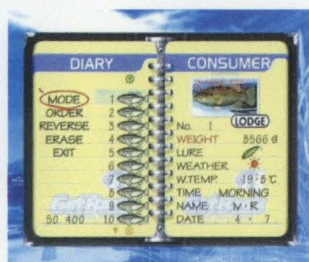 DIARY
MODE 1
ORDER 2
REVERSE 3
ERASE 4
EXIT 5
6
7
8
9
50. 400 10
CONSUMER
No. 1 LODGE
WEIGHT 3566 g
LURE
WEATHER
W.TEMP. 19.5℃
TIME MORNING
NAME M・R
DATE 4 · 7